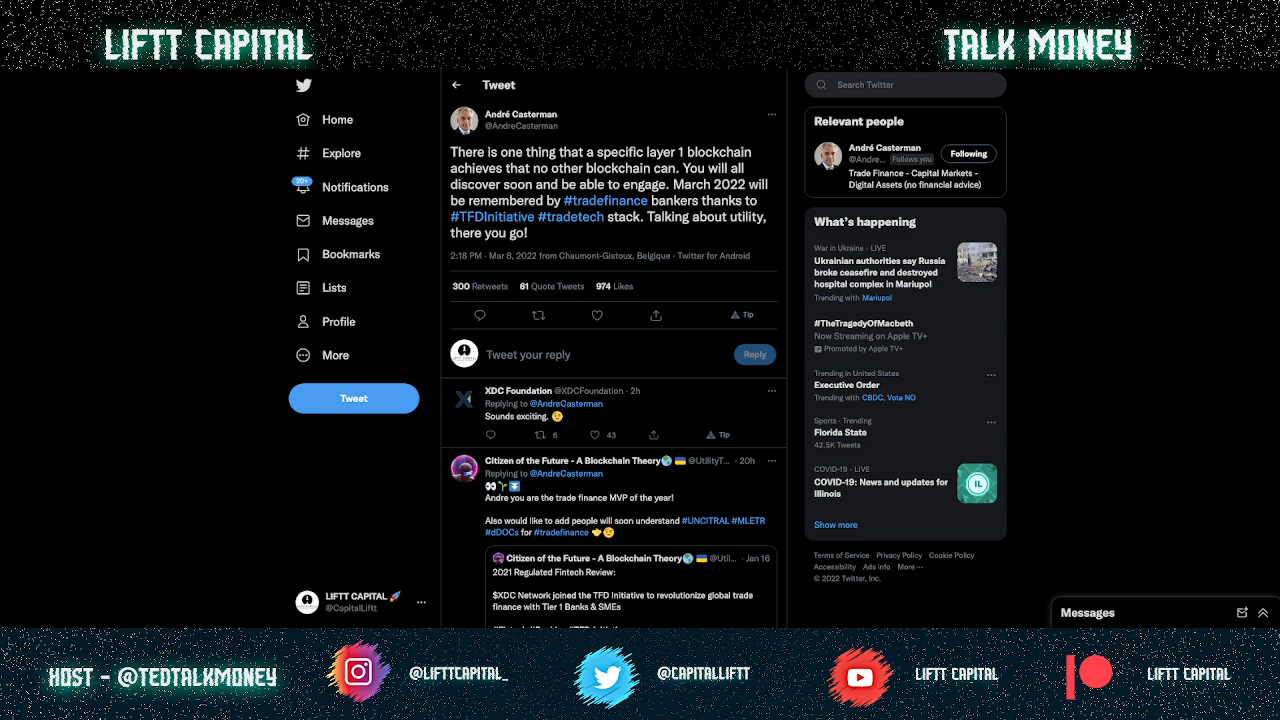 LIFTT CAPITAL
TALK MONEY
Home
Explore
20+
Notifications
Messages
Bookmarks
Lists
Profile
More
Tweet
LIFTT CAPITAL 🚀
@CapitalLiftt
Tweet
André Casterman
@AndreCasterman
There is one thing that a specific layer 1 blockchain
achieves that no other blockchain can. You will all
discover soon and be able to engage. March 2022 will
be remembered by #tradefinance bankers thanks to
#TFDInitiative #tradetech stack. Talking about utility,
there you go!
2:18 PM · Mar 8, 2022 from Chaumont-Gistoux, Belgique · Twitter for Android
300 Retweets 61 Quote Tweets 974 Likes
Tip
Tweet your reply
Reply
XDC Foundation @XDCFoundation · 2h
Replying to @AndreCasterman
Sounds exciting. 😉
6 43 Tip
Citizen of the Future - A Blockchain Theory🌏 🇺🇦 @UtilityT... · 20h
Replying to @AndreCasterman
👀🌱⏬
Andre you are the trade finance MVP of the year!
Also would like to add people will soon understand #UNCITRAL #MLETR
#dDOCs for #tradefinance 🤝😉
Citizen of the Future - A Blockchain Theory🌏 🇺🇦 @Util... · Jan 16
2021 Regulated Fintech Review:
$XDC Network joined the TFD Initiative to revolutionize global trade
finance with Tier 1 Banks & SMEs
Search Twitter
Relevant people
André Casterman
@Andre... Follows you
Following
Trade Finance - Capital Markets -
Digital Assets (no financial advice)
What's happening
War in Ukraine · LIVE
Ukrainian authorities say Russia
broke ceasefire and destroyed
hospital complex in Mariupol
Trending with Mariupol
#TheTragedyOfMacbeth
Now Streaming on Apple TV+
Promoted by Apple TV+
Trending in United States
Executive Order
Trending with CBDC, Vote NO
Sports · Trending
Florida State
42.5K Tweets
COVID-19 · LIVE
COVID-19: News and updates for
Illinois
IL
Show more
Terms of Service Privacy Policy Cookie Policy
Accessibility Ads info More ···
© 2022 Twitter, Inc.
Messages
HOST - @TEDTALKMONEY
@LIFTTCAPITAL_
@CAPITALLIFTT
LIFTT CAPITAL
LIFTT CAPITAL